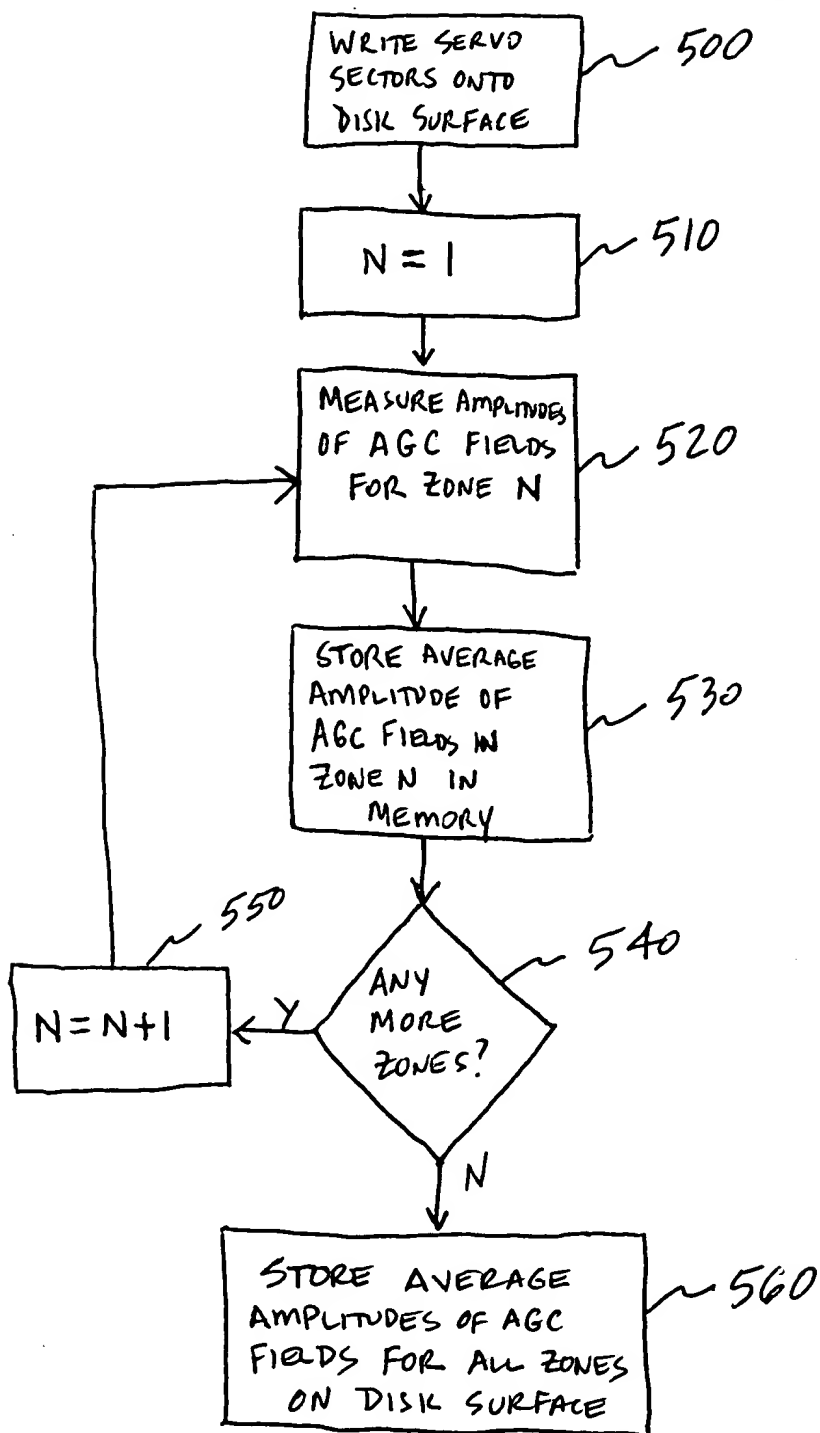 WRITE SERVO
SECTORS ONTO
DISK SURFACE
500
N = 1
510
MEASURE AMPLITUDES
OF AGC FIELDS
FOR ZONE N
520
STORE AVERAGE
AMPLITUDE OF
AGC FIELDS IN
ZONE N IN
MEMORY
530
ANY
MORE
ZONES?
540
Y
550
N=N+1
N
STORE AVERAGE
AMPLITUDES OF AGC
FIELDS FOR ALL ZONES
ON DISK SURFACE
560